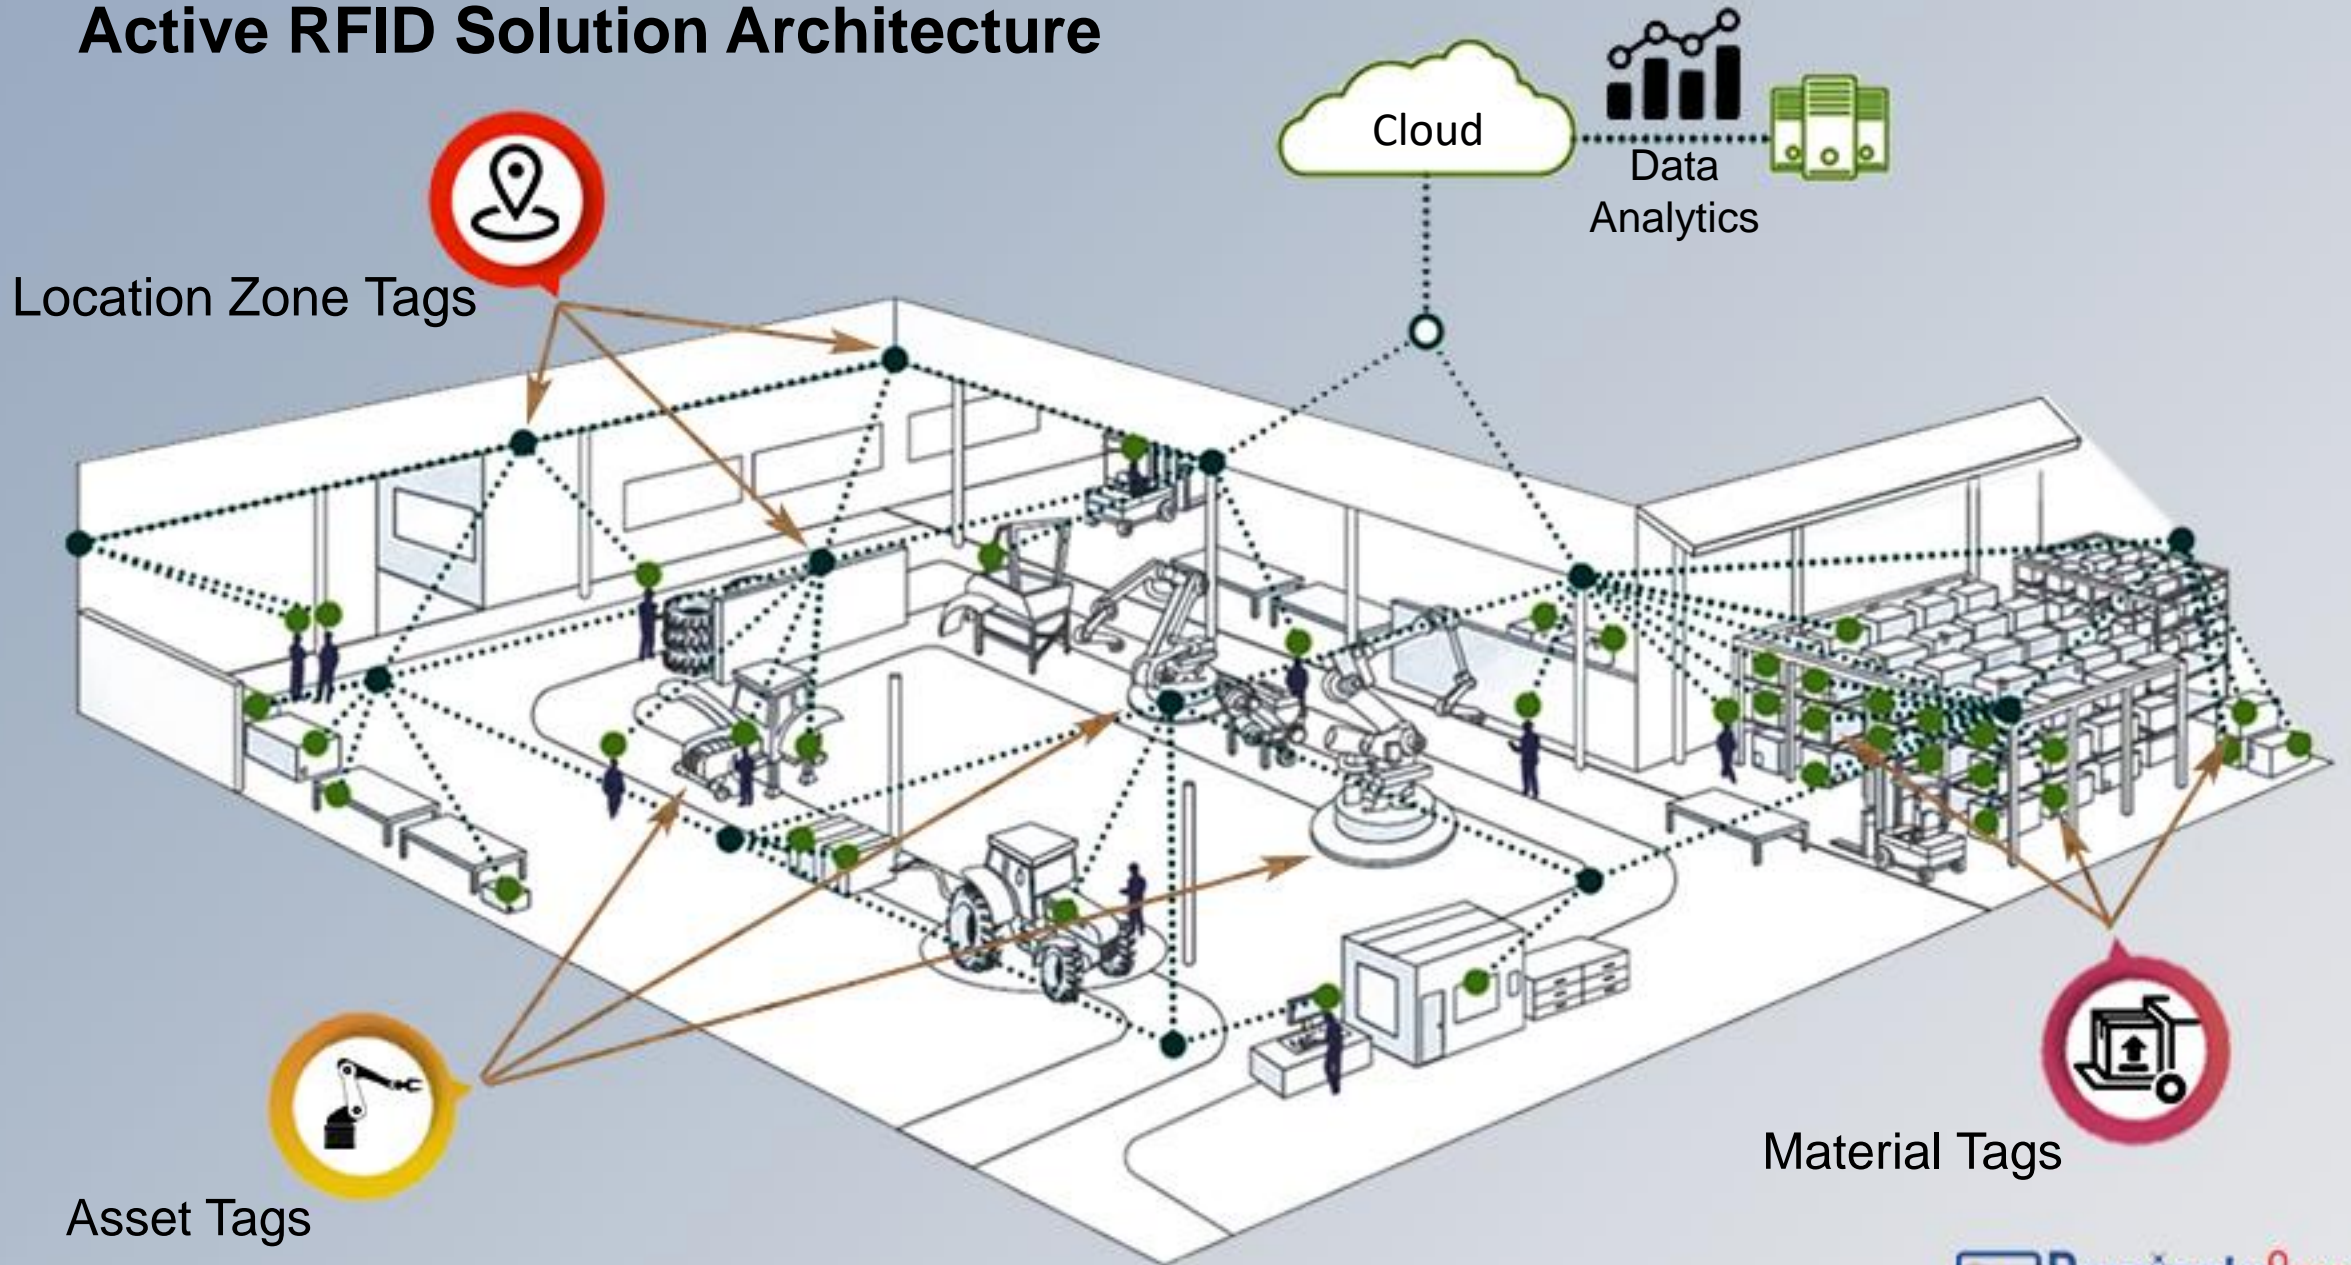 Active RFID Solution Architecture
Cloud
Data
Analytics
Location Zone Tags
Material Tags
Asset Tags